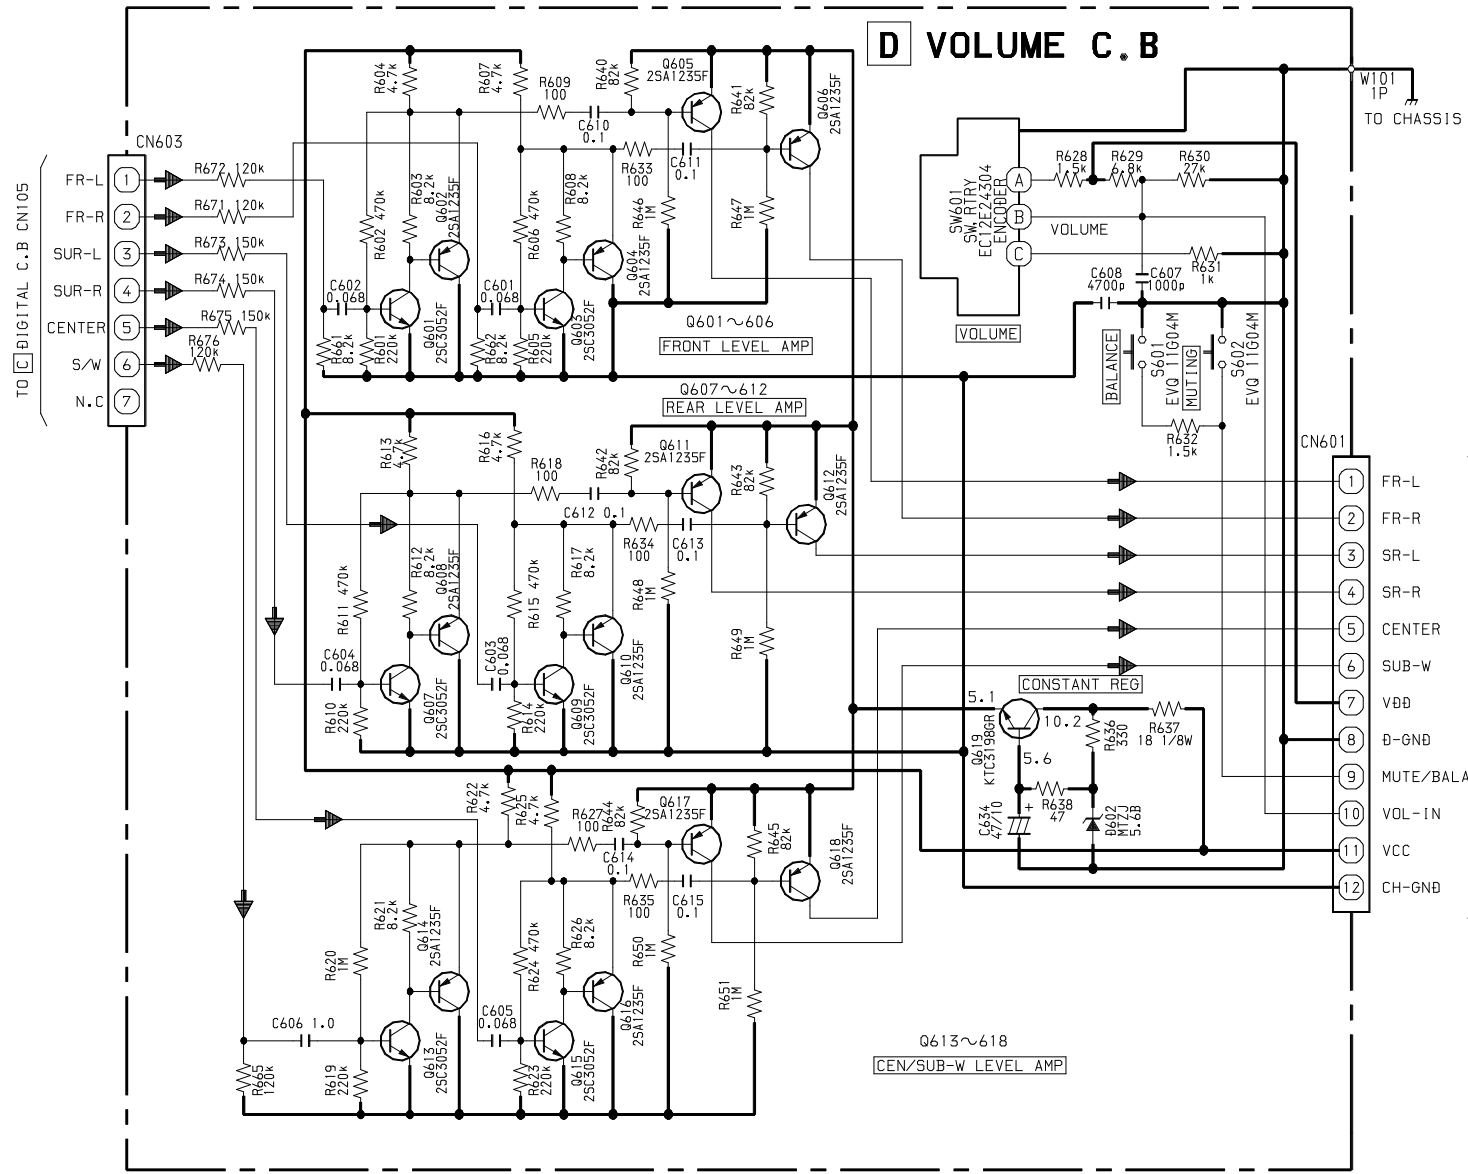 D VOLUME C.B
W101
1P
TO CHASSIS
TO C DIGITAL C.B CN105
CN603
FR-L 1
FR-R 2
SUR-L 3
SUR-R 4
CENTER 5
S/W 6
N.C 7
R672 120k
R671 120k
R673 150k
R674 150k
R675 150k
R676
120k
R604
4.7k
R607
4.7k
R609
100
R640
82k
Q605
2SA1235F
C610
0.1
R641
82k
Q606
2SA1235F
R602 470k
R603
8.2k
Q602
2SA1235F
R606 470k
R608
8.2k
Q604
2SA1235F
R633
100
C611
0.1
R646
1M
R647
1M
C602
0.068
C601
0.068
R661
8.2k
R601
220k
Q601
2SC3052F
R662
8.2k
R605
220k
Q603
2SC3052F
Q601~606
FRONT LEVEL AMP
SW601
SW,RTRY
EC12E24304
ENCODER
A
B
C
VOLUME
VOLUME
R628
1.5k
R629
6.8k
R630
27k
R631
1k
C608
4700p
C607
1000p
BALANCE
S601
EVQ 11G04M
MUTING
S602
EVQ 11G04M
R632
1.5k
Q607~612
REAR LEVEL AMP
R613
4.7k
R616
4.7k
R618
100
R642
82k
Q611
2SA1235F
R643
82k
Q612
2SA1235F
C612 0.1
R634
100
C613
0.1
R611 470k
R612
8.2k
Q608
2SA1235F
R615 470k
R617
8.2k
Q610
2SA1235F
R648
1M
R649
1M
C604
0.068
C603
0.068
R610
220k
Q607
2SC3052F
R614
220k
Q609
2SC3052F
CN601
1 FR-L
2 FR-R
3 SR-L
4 SR-R
5 CENTER
6 SUB-W
7 VDD
8 D-GND
9 MUTE/BALA
10 VOL-IN
11 VCC
12 CH-GND
CONSTANT REG
5.1
10.2
5.6
Q619
KTC3198GR
R636
330
R637
18 1/8W
R638
47
C634
47/10
+
D602
MTZJ
5.6B
R622
4.7k
R625
4.7k
R627
100
R644
82k
Q617
2SA1235F
C614
0.1
R645
82k
Q618
2SA1235F
R635
100
C615
0.1
R621
8.2k
Q614
2SA1235F
R620
1M
R624 470k
R626
8.2k
Q616
2SA1235F
R650
1M
R651
1M
C606 1.0
C605
0.068
R665
120k
R619
220k
Q613
2SC3052F
R623
220k
Q615
2SC3052F
Q613~618
CEN/SUB-W LEVEL AMP